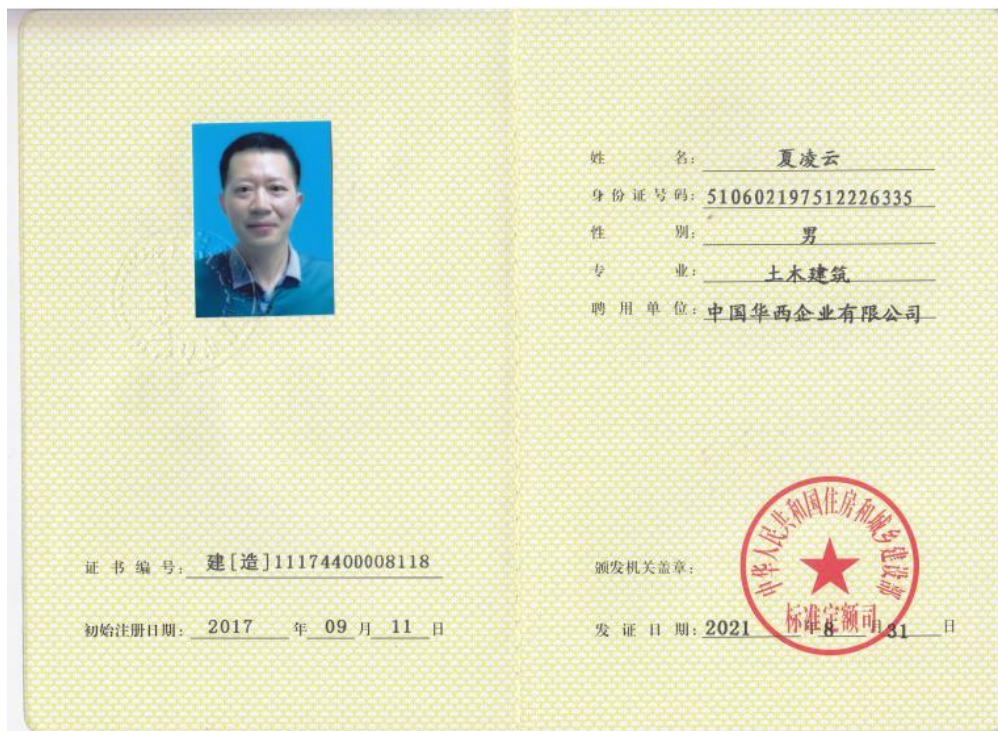 姓 名: 夏凌云
身份证号码: 510602197512226335
性 别: 男
专 业: 土木建筑
聘用单位: 中国华西企业有限公司
证书编号: 建[造]11174400008118
初始注册日期: 2017 年 09 月 11 日
颁发机关盖章:
中华人民共和国住房和城乡建设部
标准定额司
发证日期: 2021 年 8 月 31 日